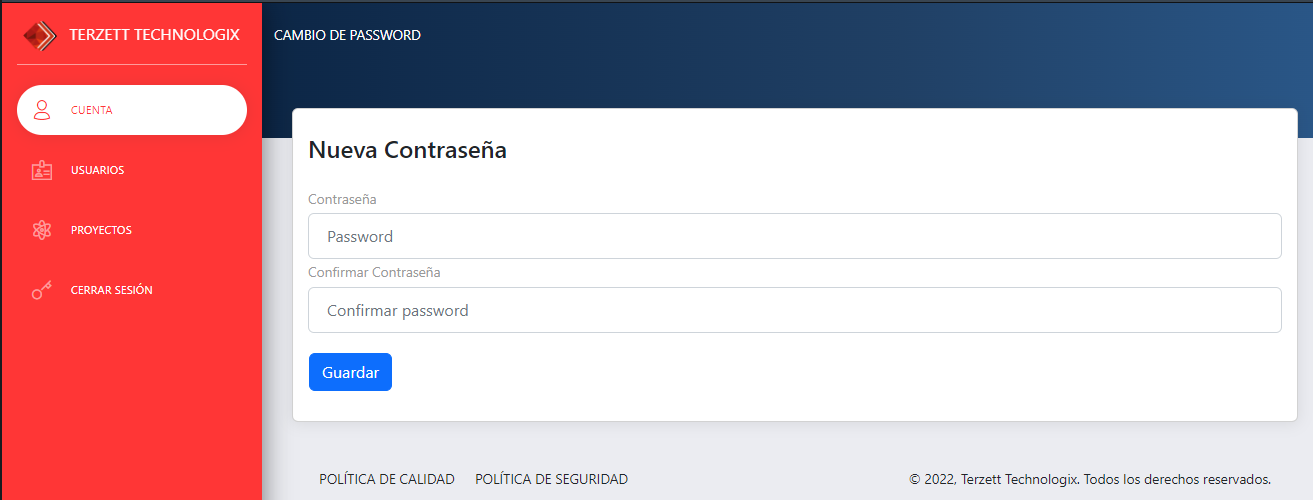 TERZETT TECHNOLOGIX
CAMBIO DE PASSWORD
CUENTA
USUARIOS
PROYECTOS
CERRAR SESIÓN
Nueva Contraseña
Contraseña
Password
Confirmar Contraseña
Confirmar password
Guardar
POLÍTICA DE CALIDAD
POLÍTICA DE SEGURIDAD
© 2022, Terzett Technologix. Todos los derechos reservados.